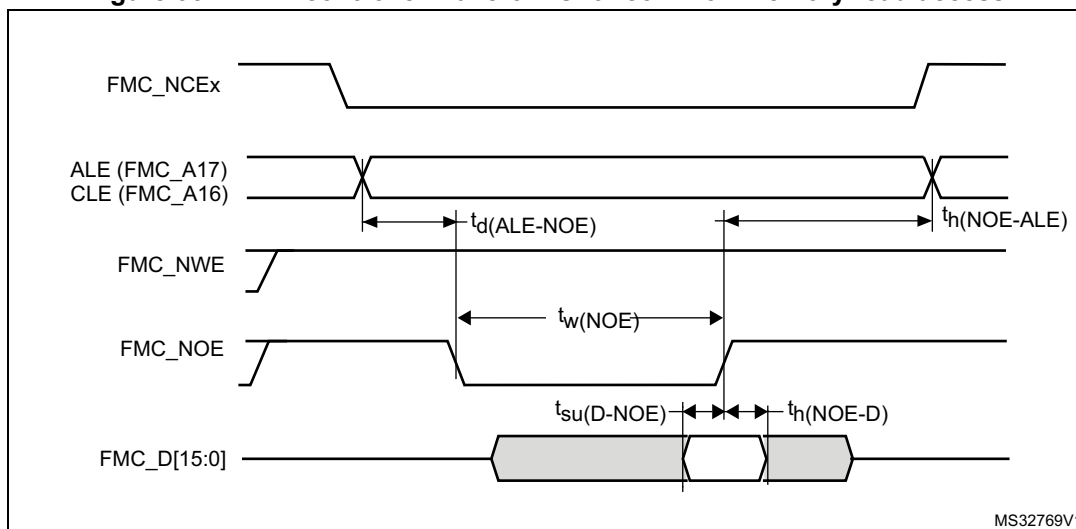 FMC_NCEx
ALE (FMC_A17)
CLE (FMC_A16)
td(ALE-NOE)
th(NOE-ALE)
FMC_NWE
tw(NOE)
FMC_NOE
tsu(D-NOE)
th(NOE-D)
FMC_D[15:0]